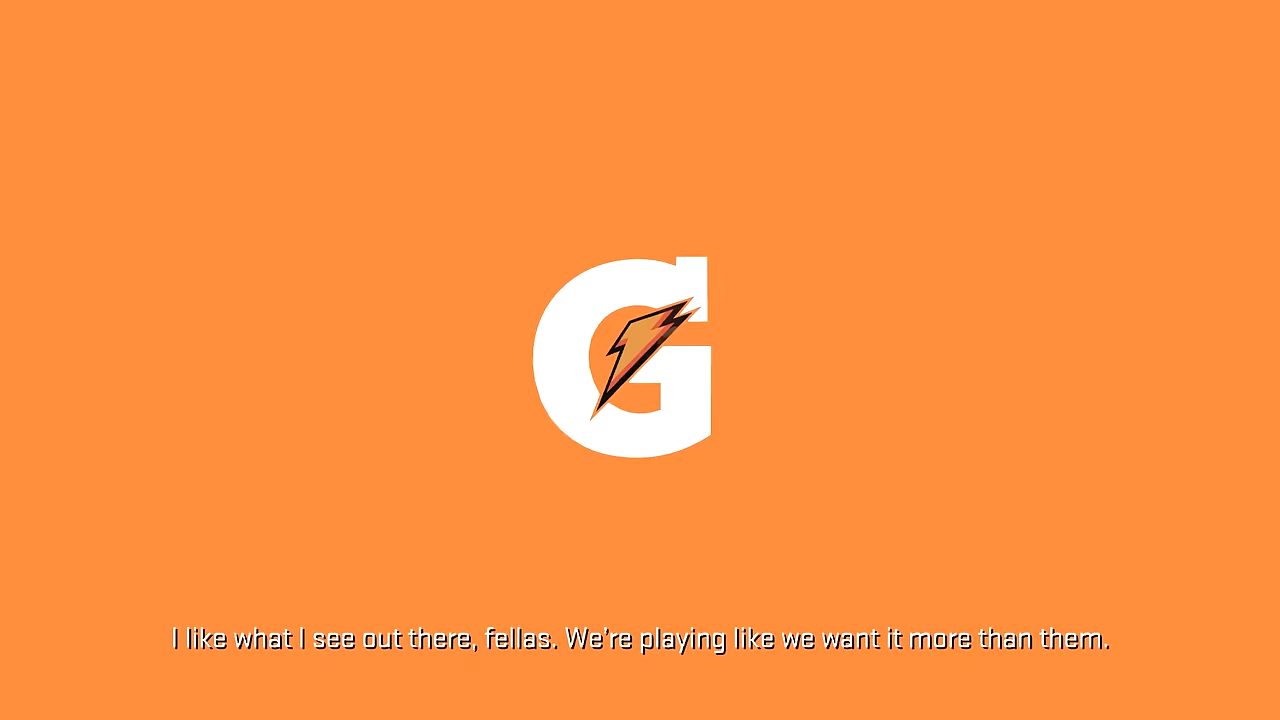 G
I like what I see out there, fellas. We're playing like we want it more than them.